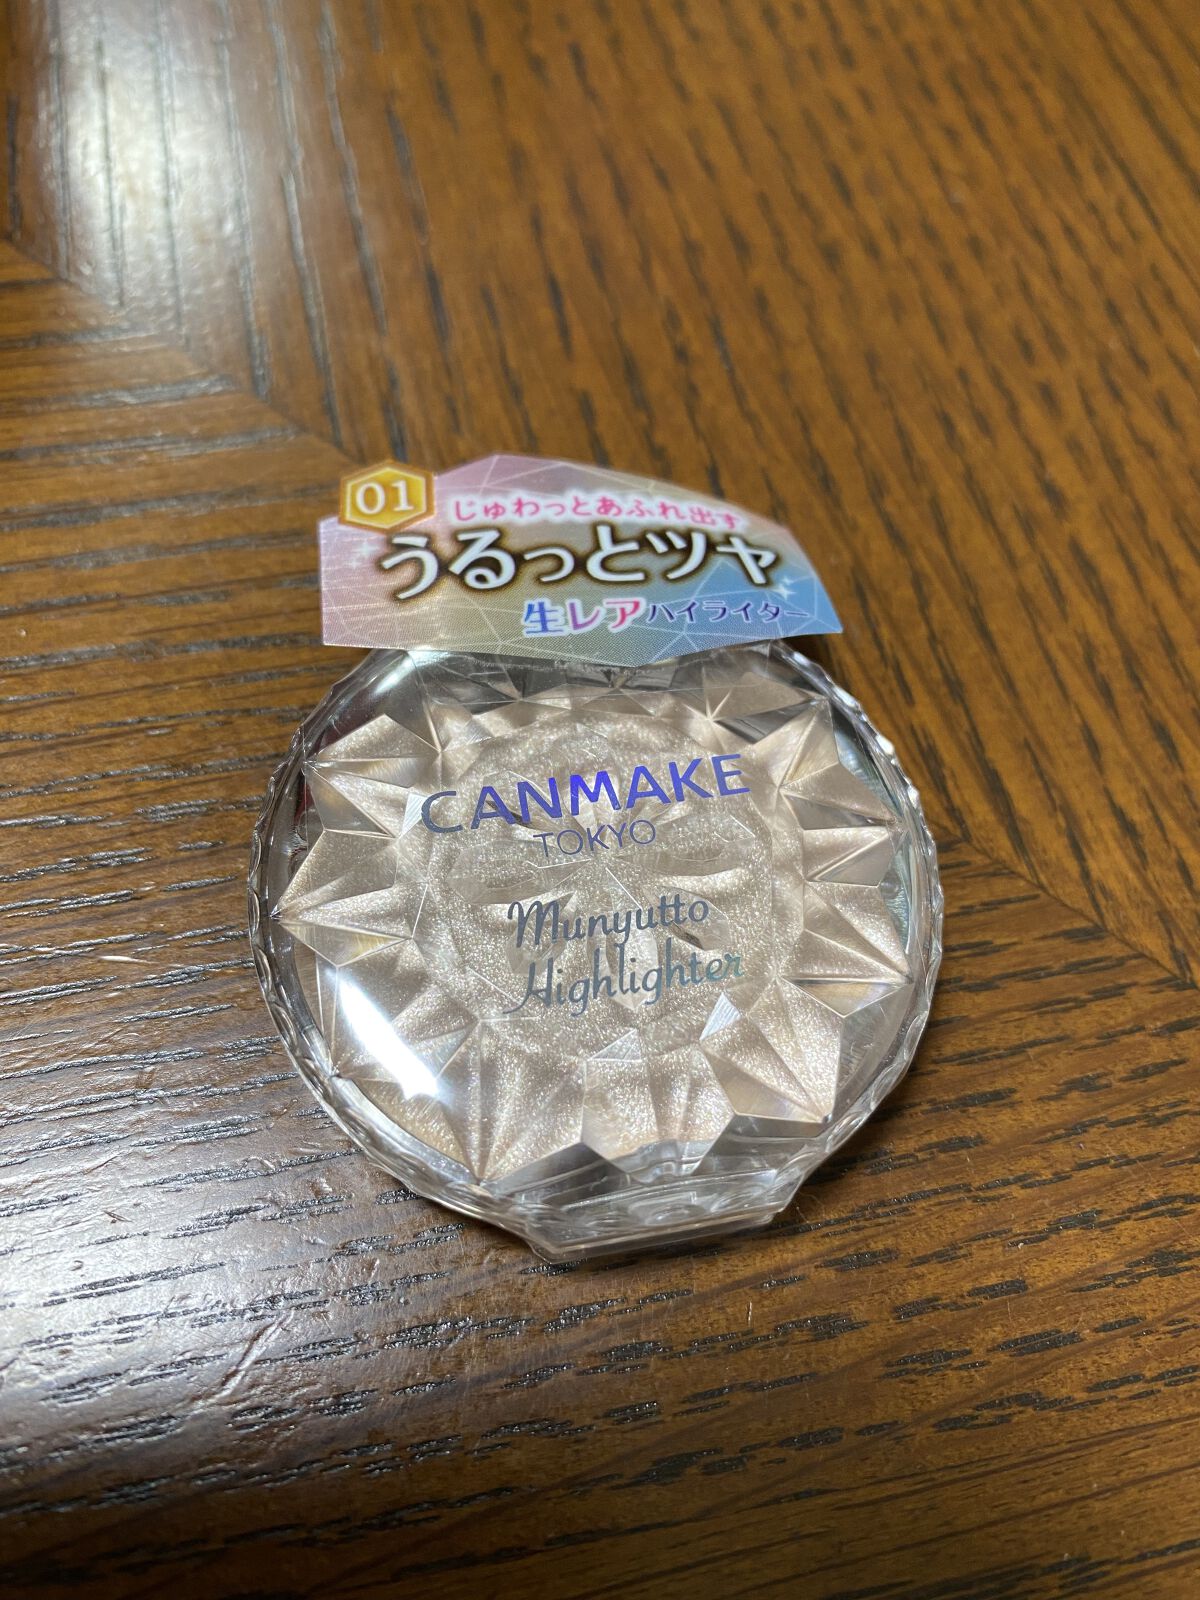 01
じゅわっとあふれ出す
うるっとツヤ
生レアハイライター
CANMAKE
TOKYO
Munyutto
Highlighter